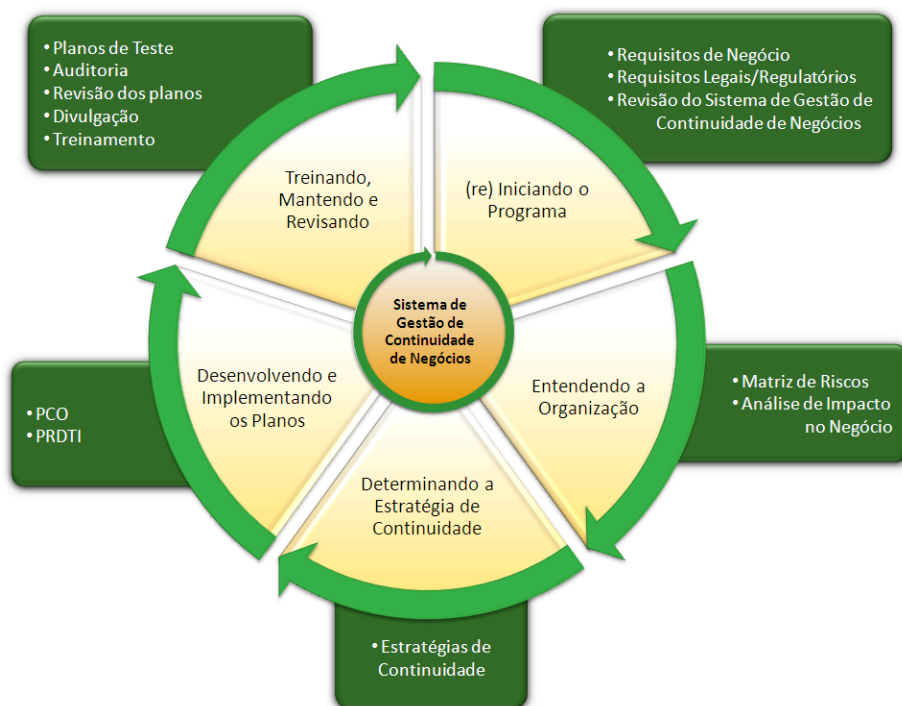 • Planos de Teste
• Auditoria
• Revisão dos planos
• Divulgação
• Treinamento
• Requisitos de Negócio
• Requisitos Legais/Regulatórios
• Revisão do Sistema de Gestão de
Continuidade de Negócios
Treinando,
Mantendo e
Revisando
(re) Iniciando o
Programa
Sistema de
Gestão de
Continuidade
de Negócios
Desenvolvendo e
Implementando
os Planos
Entendendo a
Organização
• PCO
• PRDTI
• Matriz de Riscos
• Análise de Impacto
no Negócio
Determinando a
Estratégia de
Continuidade
• Estratégias de
Continuidade